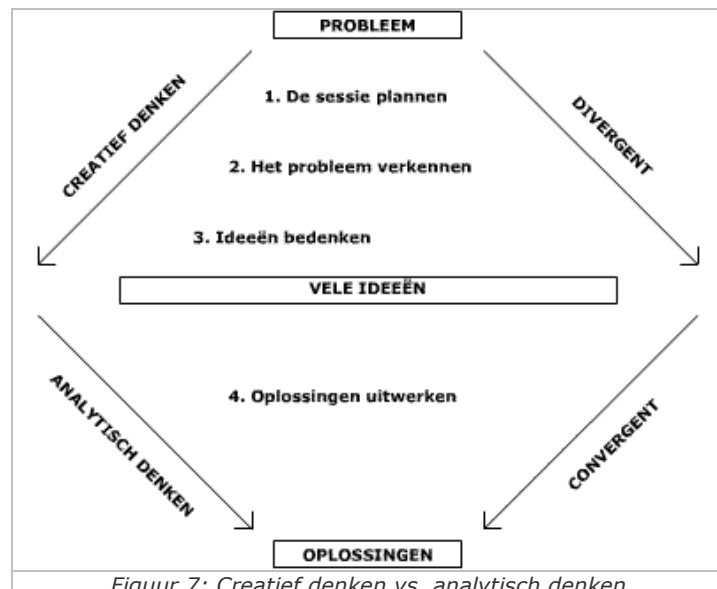 PROBLEEM
1. De sessie plannen
CREATIEF DENKEN
DIVERGENT
2. Het probleem verkennen
3. Ideeën bedenken
VELE IDEEËN
4. Oplossingen uitwerken
ANALYTISCH DENKEN
CONVERGENT
OPLOSSINGEN
Figuur 7: Creatief denken vs. analytisch denken